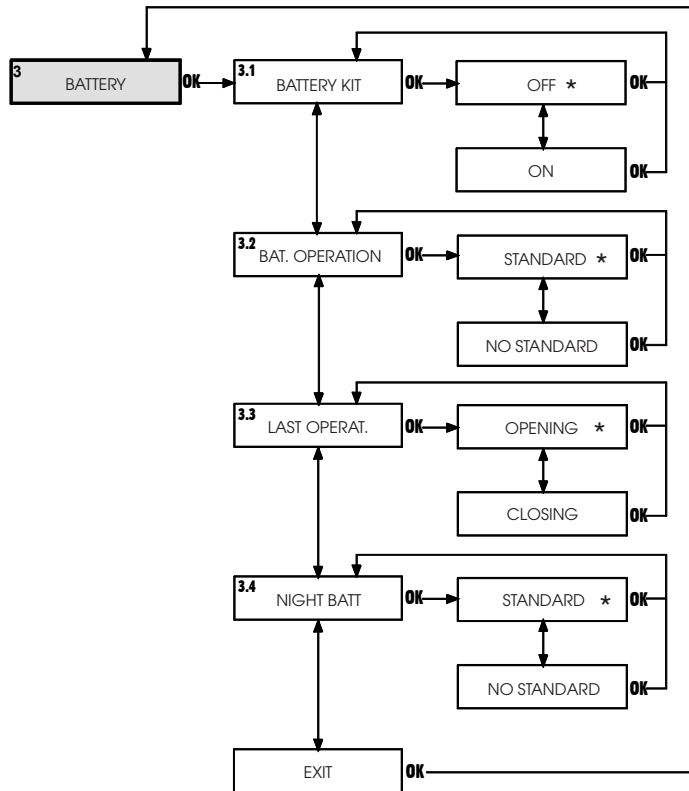 3
BATTERY
OK
3.1
BATTERY KIT
OK
OFF *
OK
ON
OK
3.2
BAT. OPERATION
OK
STANDARD *
OK
NO STANDARD
OK
3.3
LAST OPERAT.
OK
OPENING *
OK
CLOSING
OK
3.4
NIGHT BATT
OK
STANDARD *
OK
NO STANDARD
OK
EXIT
OK